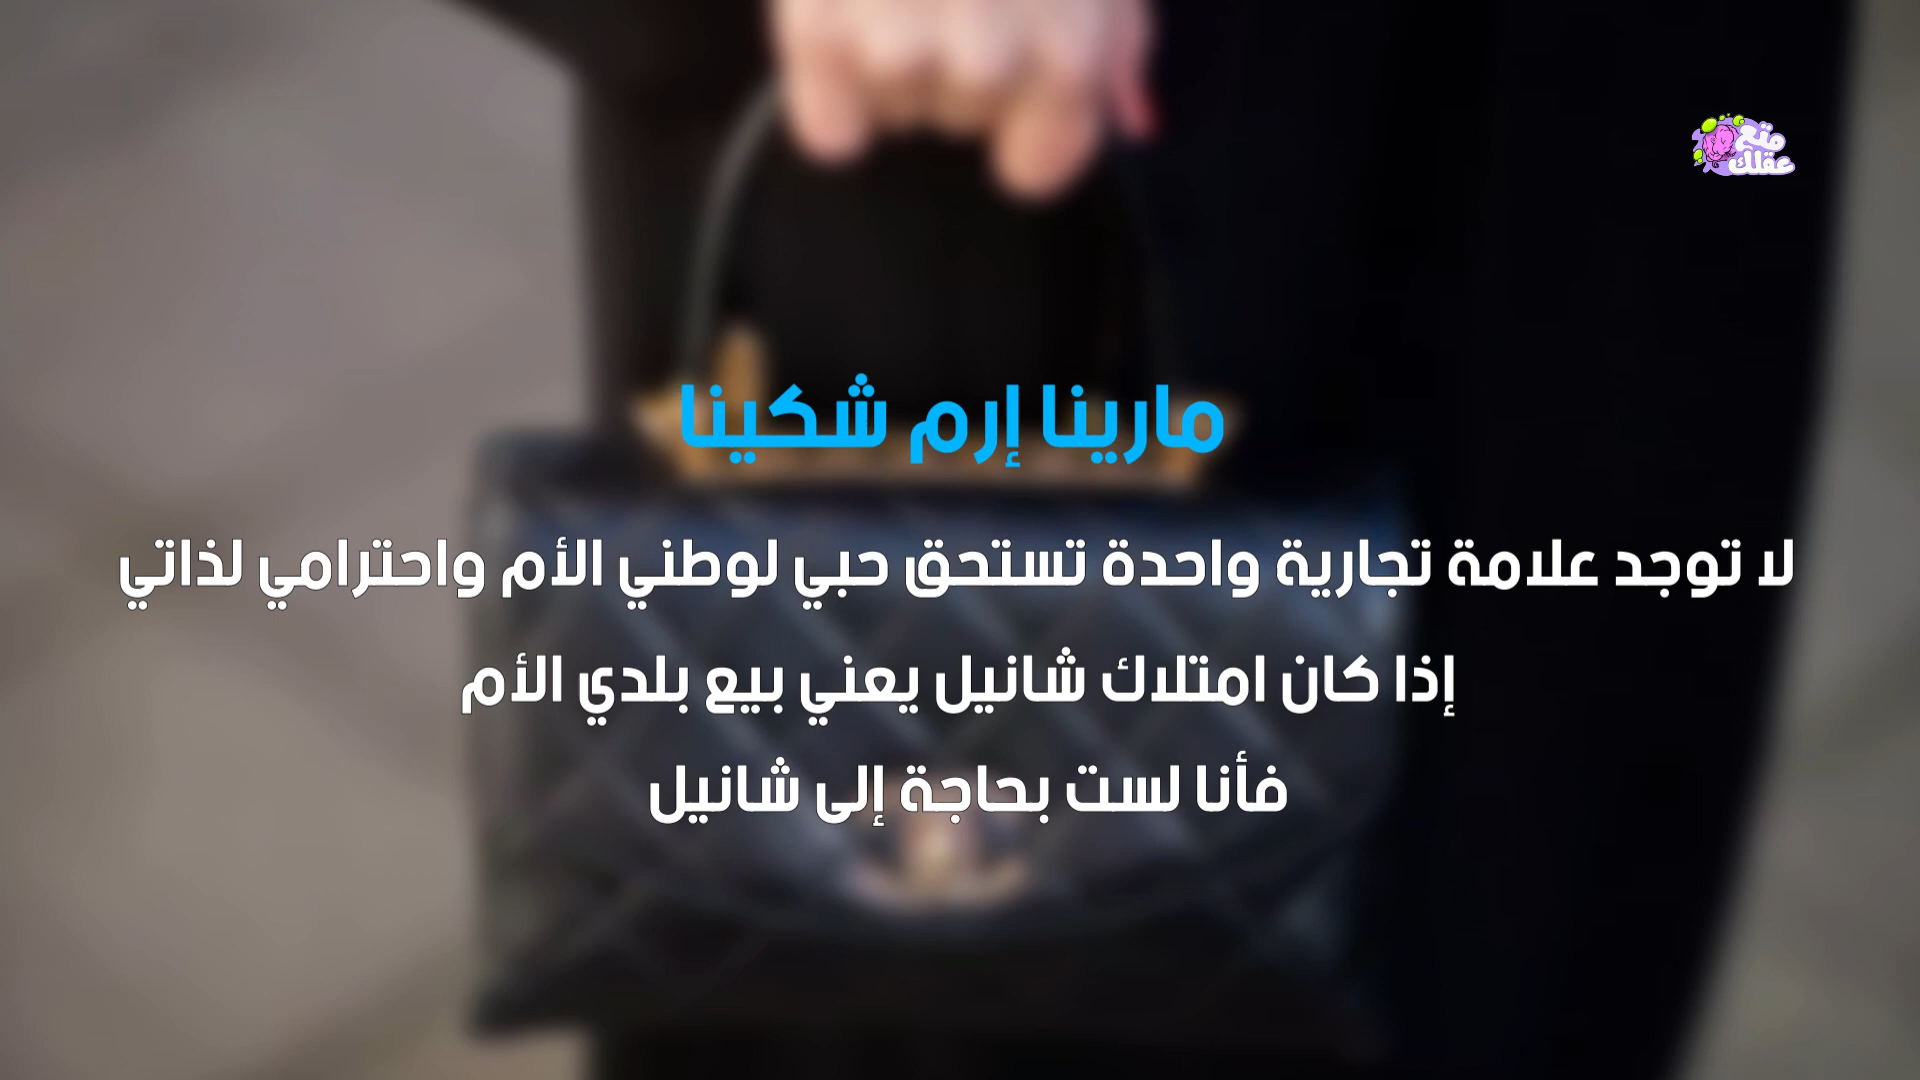 متع
عقلك
مارينا إرم شكينا
لا توجد علامة تجارية واحدة تستحق حبي لوطني الأم واحترامي لذاتي
إذا كان امتلاك شانيل يعني بيع بلدي الأم
فأنا لست بحاجة إلى شانيل